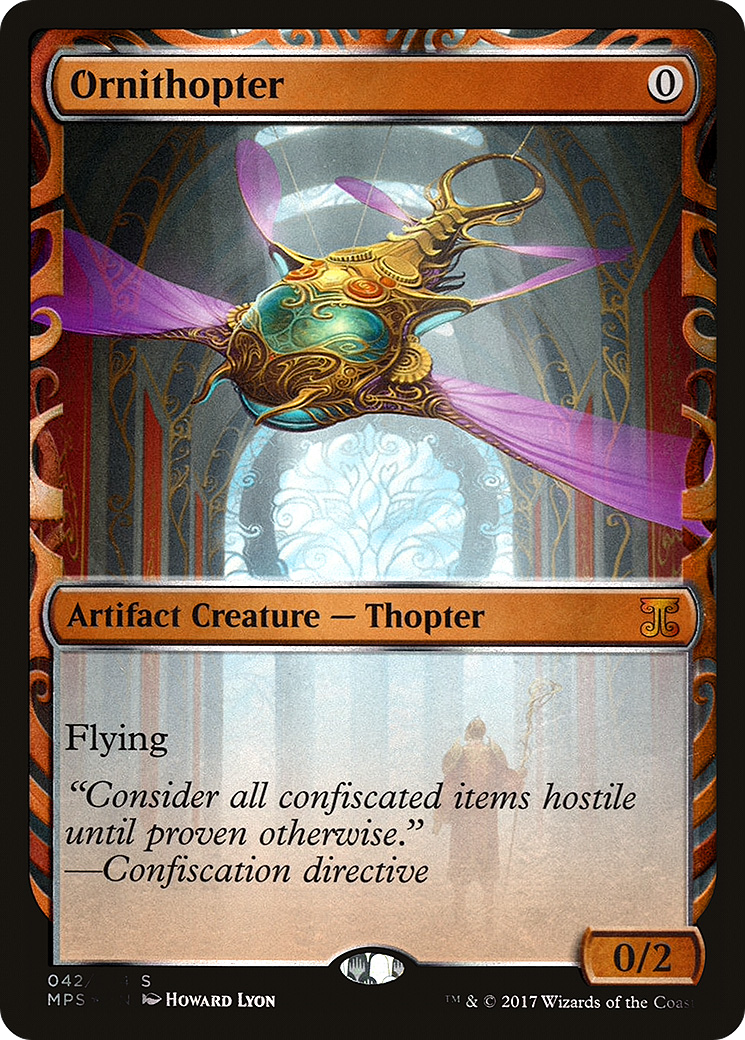 Ornithopter
0
Artifact Creature — Thopter
Flying
“Consider all confiscated items hostile
until proven otherwise.”
—Confiscation directive
0/2
042/ S
MPS Howard Lyon
™ & © 2017 Wizards of the Coast